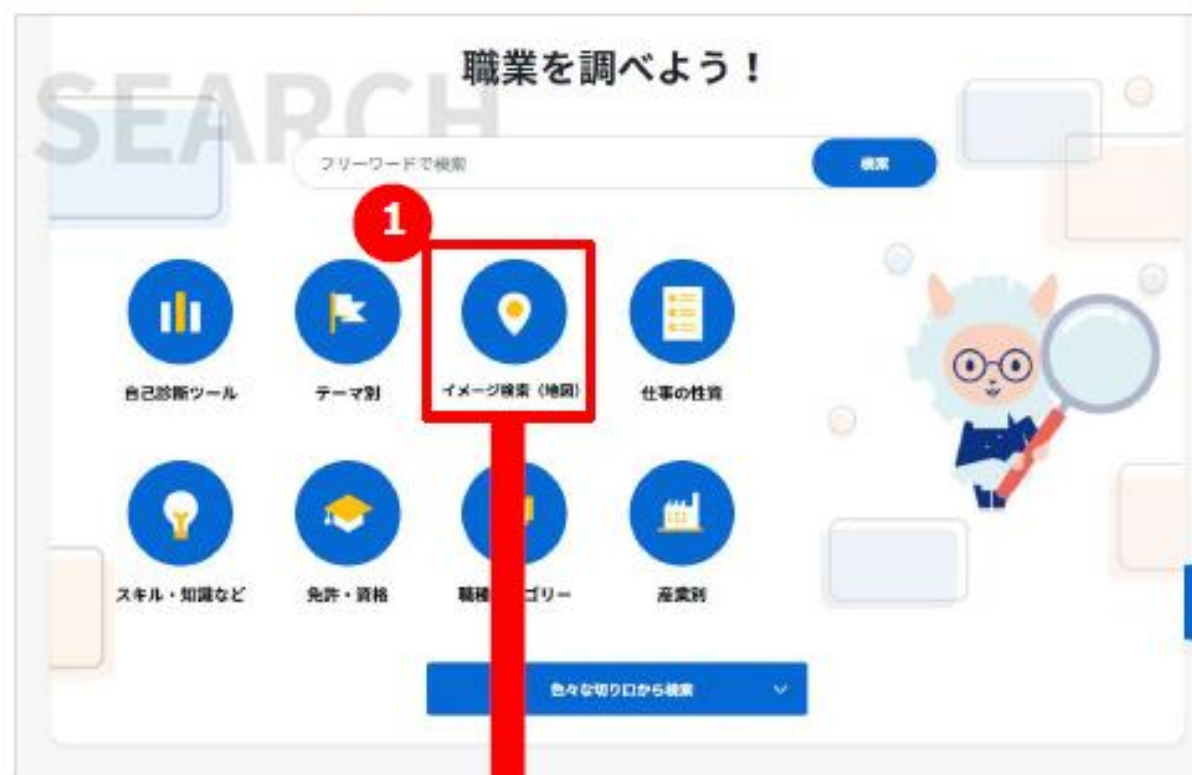 職業を調べよう！
SEARCH
フリーワードで検索
検索
1
自己診断ツール
テーマ別
イメージ検索（地図）
仕事の性質
スキル・知識など
免許・資格
職種 ゴリー
産業別
色々な切り口から検索